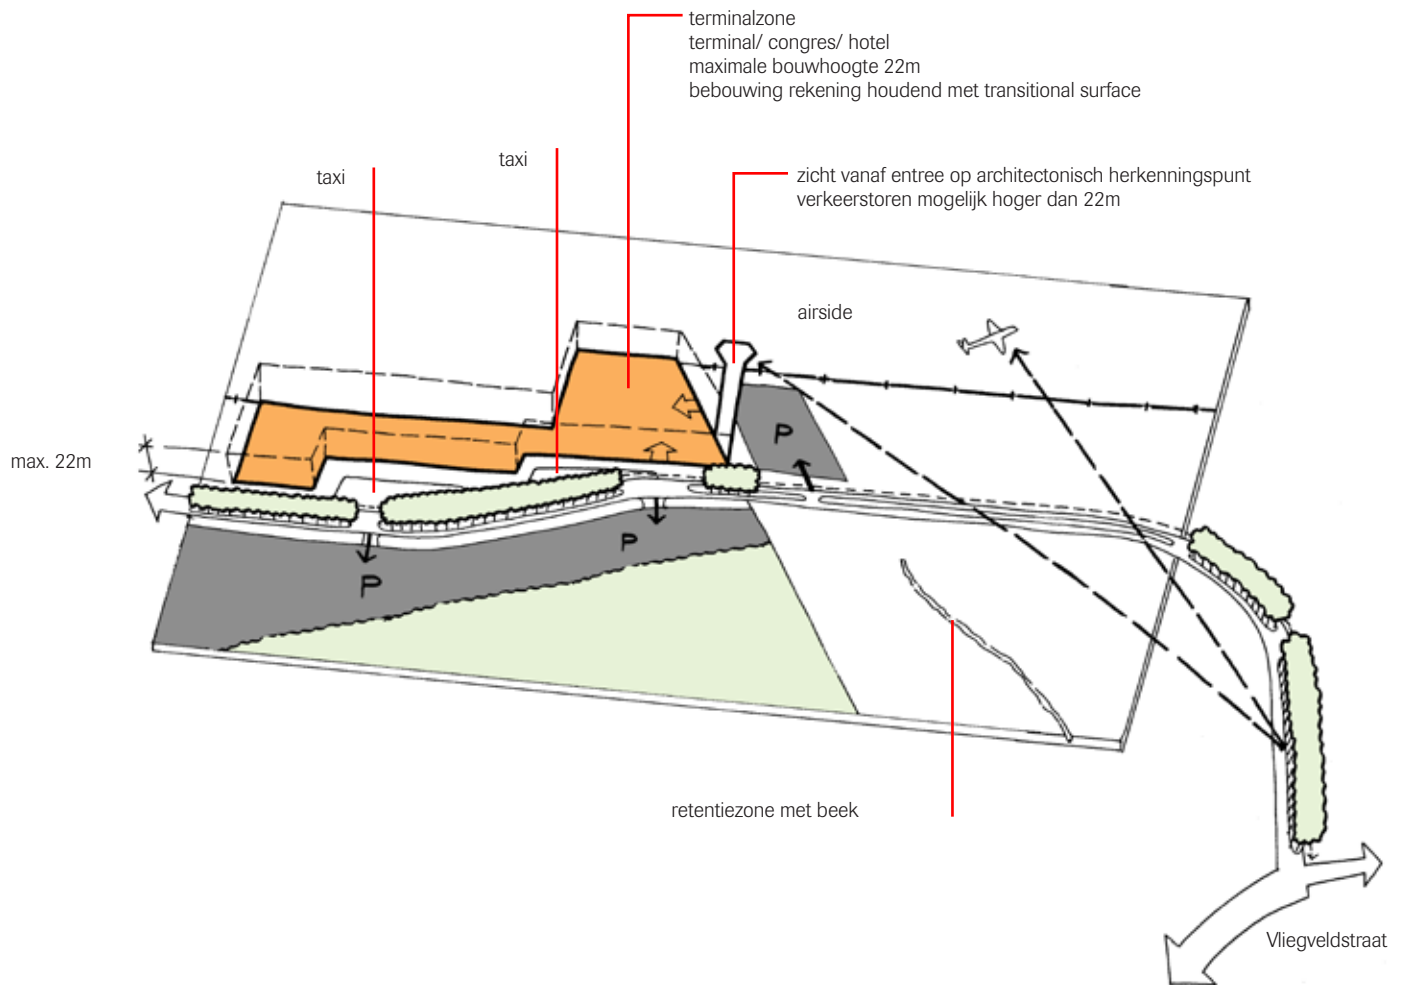 terminalzone
terminal/ congres/ hotel
maximale bouwhoogte 22m
bebouwing rekening houdend met transitional surface
taxi
taxi
zicht vanaf entree op architectonisch herkenningspunt
verkeerstoren mogelijk hoger dan 22m
airside
P
max. 22m
P
P
retentiezone met beek
Vliegveldstraat